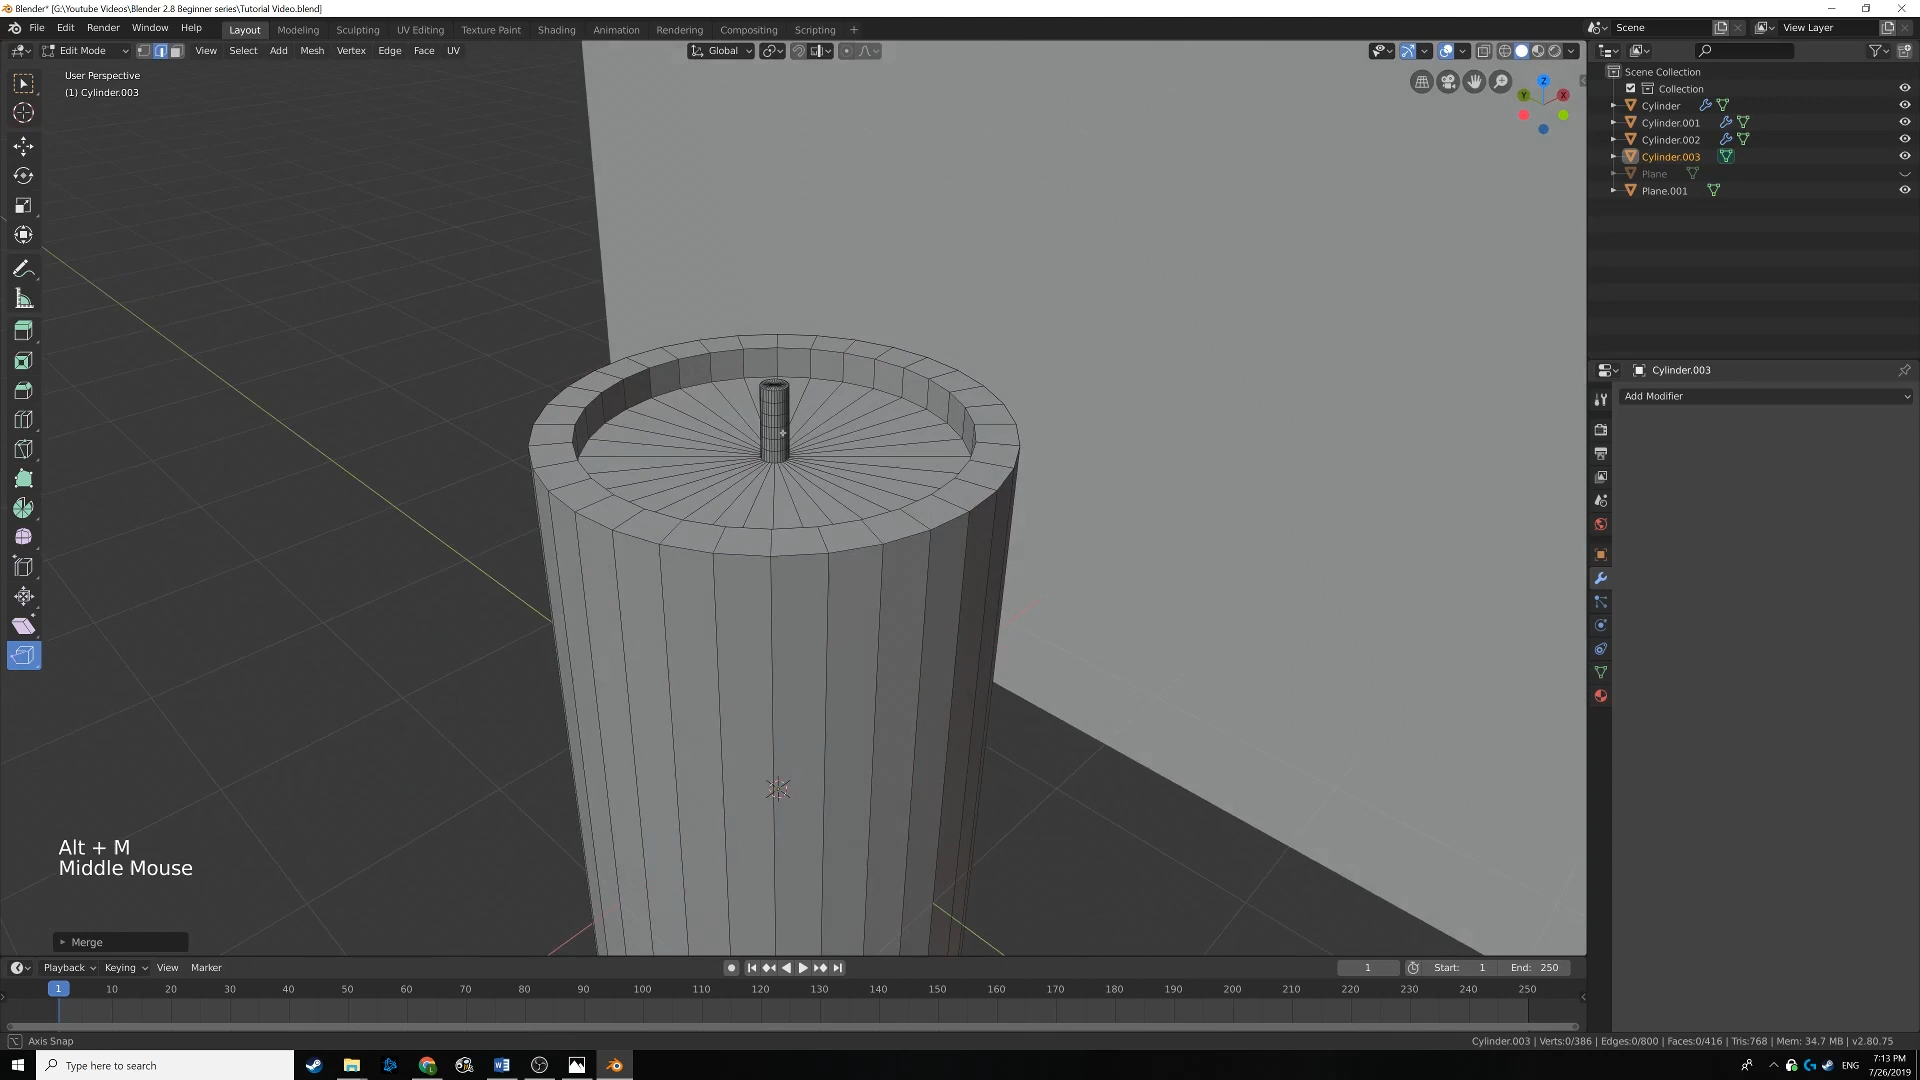 Blender* [G:\Youtube Videos\Blender 2.8 Beginner series\Tutorial Video.blend]
File Edit Render Window Help
Layout Modeling Sculpting UV Editing Texture Paint Shading Animation Rendering Compositing Scripting +
Scene
View Layer
Edit Mode View Select Add Mesh Vertex Edge Face UV
Global
User Perspective
(1) Cylinder.003
Z
Y
X
Scene Collection
Collection
Cylinder
Cylinder.001
Cylinder.002
Cylinder.003
Plane
Plane.001
Cylinder.003
Add Modifier
Alt + M
Middle Mouse
Merge
Playback Keying View Marker
1
Start: 1
End: 250
1 10 20 30 40 50 60 70 80 90 100 110 120 130 140 150 160 170 180 190 200 210 220 230 240 250
Axis Snap
Cylinder.003 | Verts:0/386 | Edges:0/800 | Faces:0/416 | Tris:768 | Mem: 34.7 MB | v2.80.75
Type here to search
ENG
7:13 PM
7/26/2019